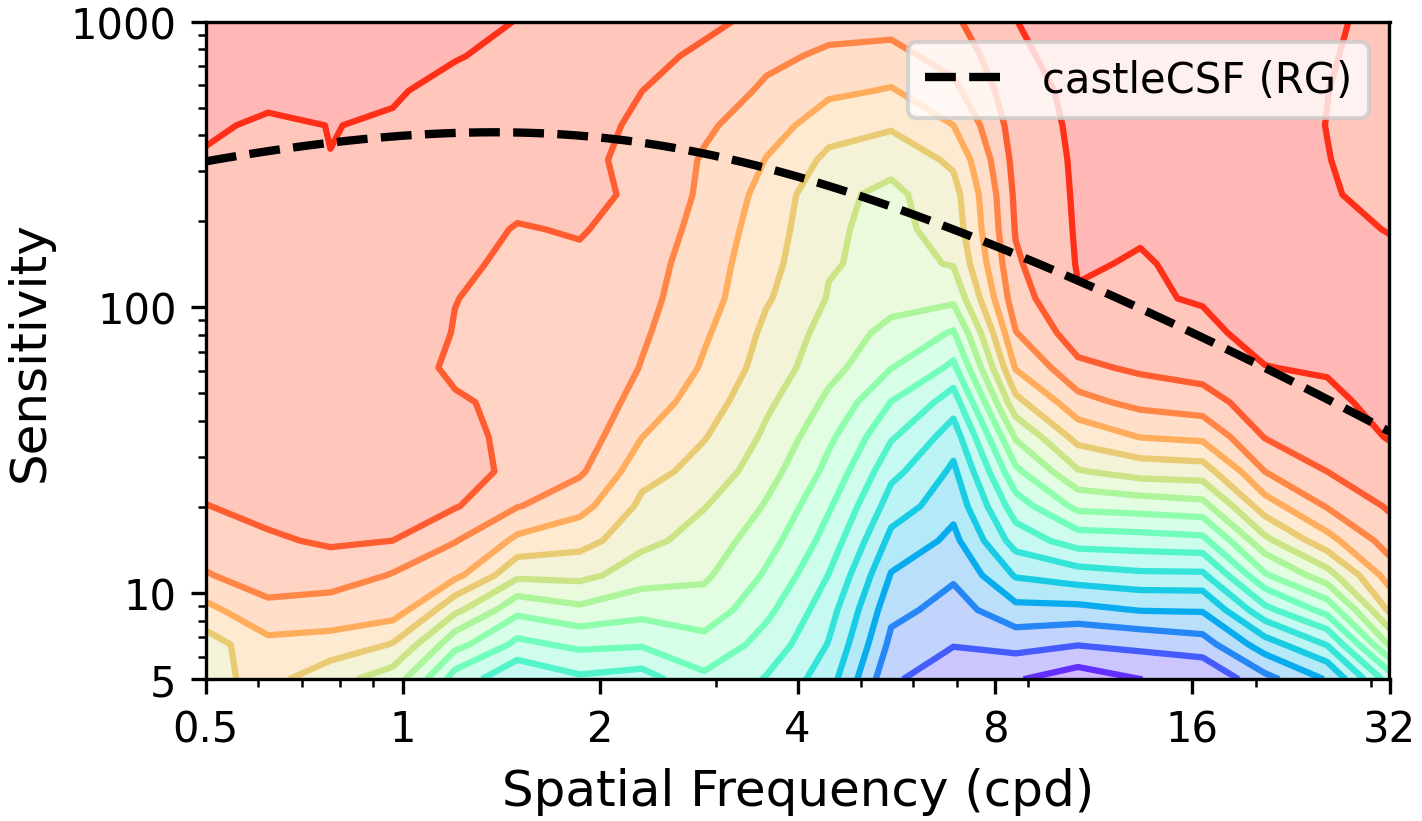 1000
100
10
5
Sensitivity
castleCSF (RG)
0.5 1 2 4 8 16 32
Spatial Frequency (cpd)